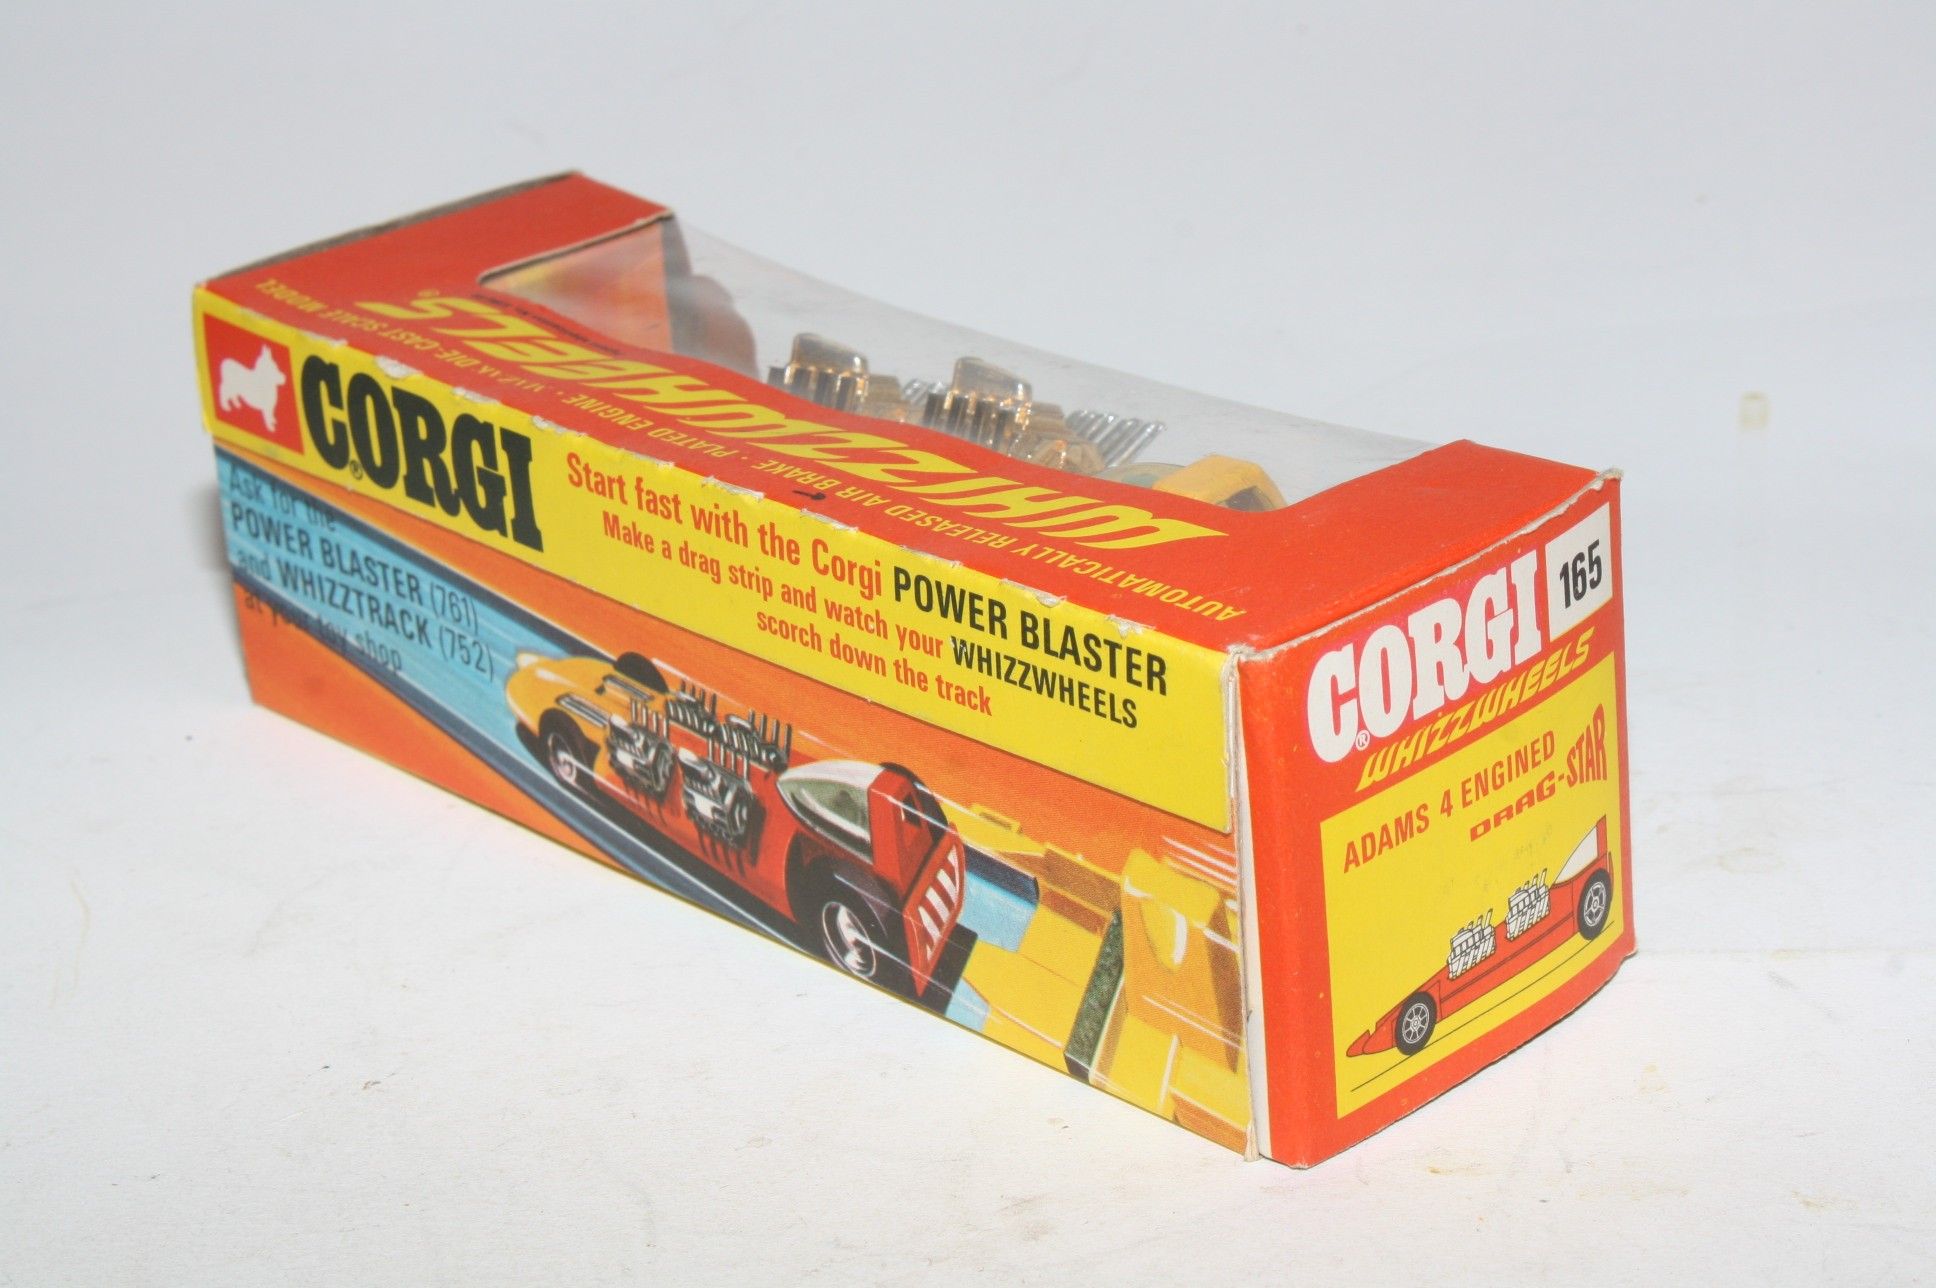 CORGI®
Start fast with the Corgi POWER BLASTER
Make a drag strip and watch your WHIZZWHEELS
scorch down the track
Ask for the
POWER BLASTER (761)
and WHIZZTRACK (752)
at your toy shop
WHIZZWHEELS®
AUTOMATICALLY RELEASED AIR BRAKE · PLATED ENGINE · DIE-CAST SCALE MODEL
CORGI® 165
WHIZZWHEELS
ADAMS 4 ENGINED
DRAG-STAR